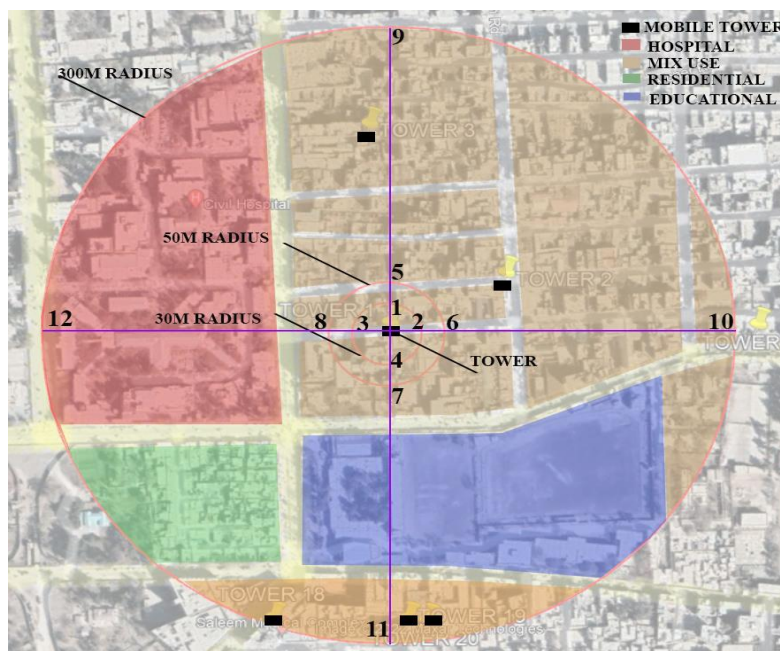 9
MOBILE TOWER
HOSPITAL
MIX USE
RESIDENTIAL
EDUCATIONAL
300M RADIUS
TOWER 3
Civil Hospital
50M RADIUS
5
TOWER 2
TOWER
1
12
30M RADIUS
8
3
2
6
10
TOWER
4
TOWER
7
TOWER 18
TOWER 19
Saleem
11
TOWER 20